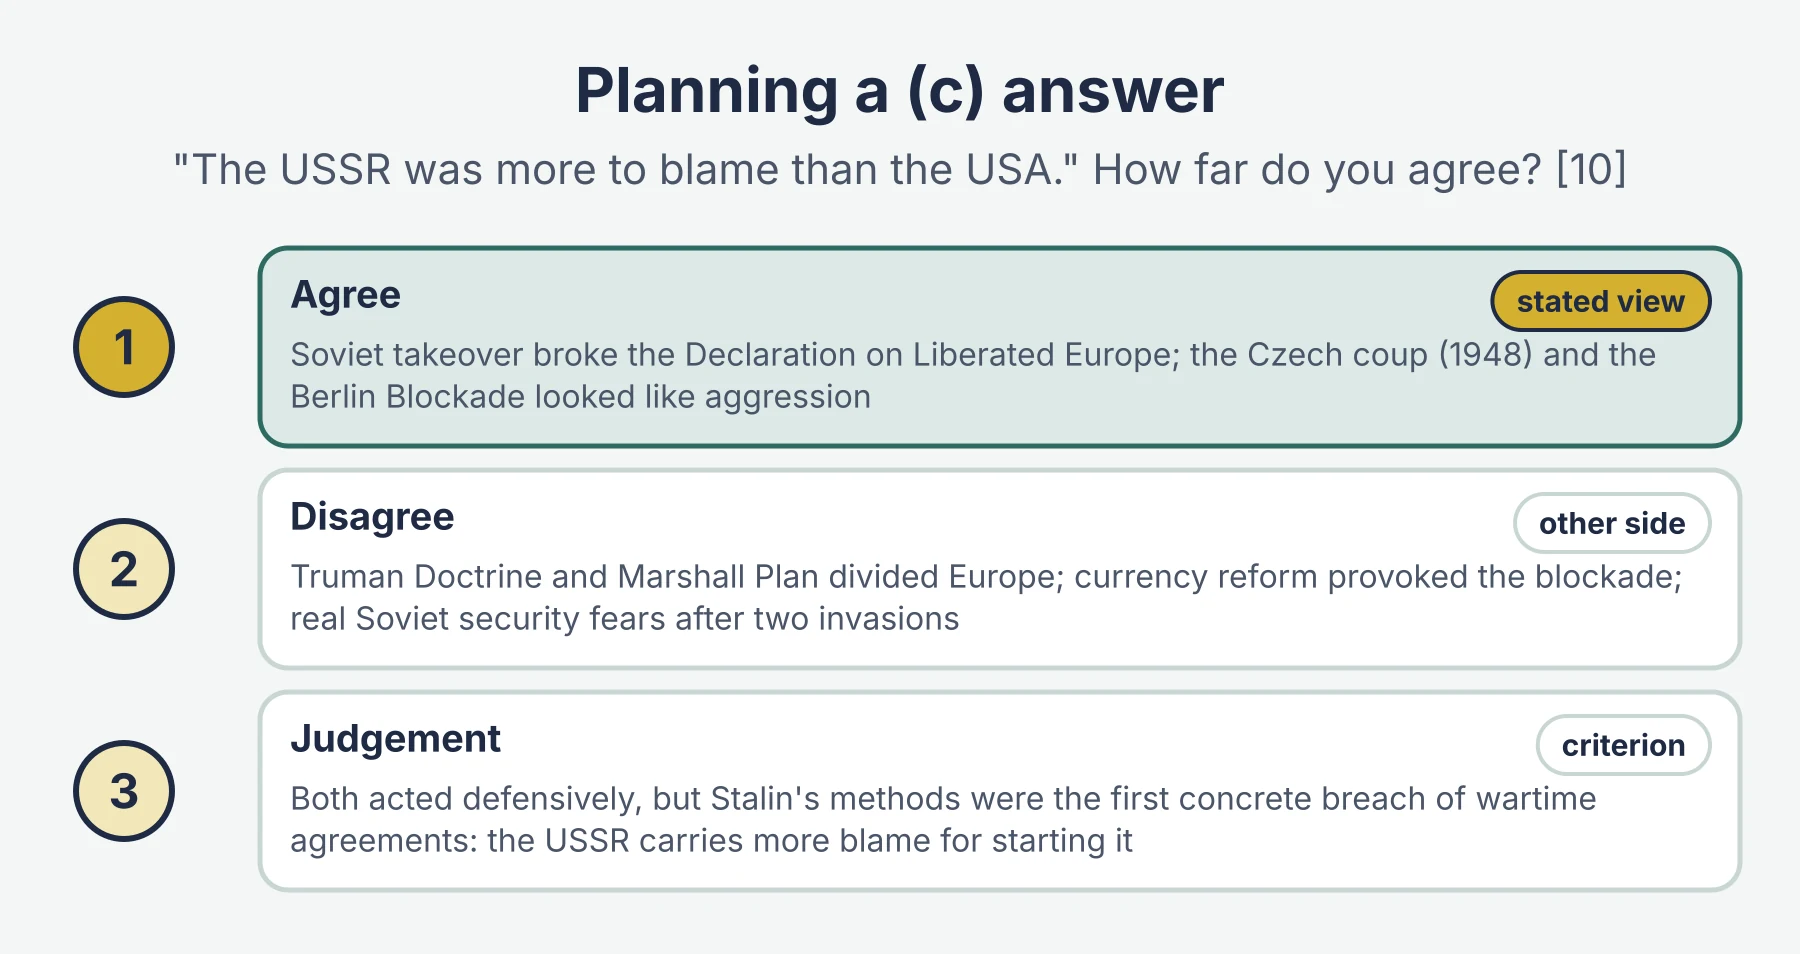 Planning a (c) answer
"The USSR was more to blame than the USA." How far do you agree? [10]
1
Agree
stated view
Soviet takeover broke the Declaration on Liberated Europe; the Czech coup (1948) and the
Berlin Blockade looked like aggression
2
Disagree
other side
Truman Doctrine and Marshall Plan divided Europe; currency reform provoked the blockade;
real Soviet security fears after two invasions
3
Judgement
criterion
Both acted defensively, but Stalin's methods were the first concrete breach of wartime
agreements: the USSR carries more blame for starting it